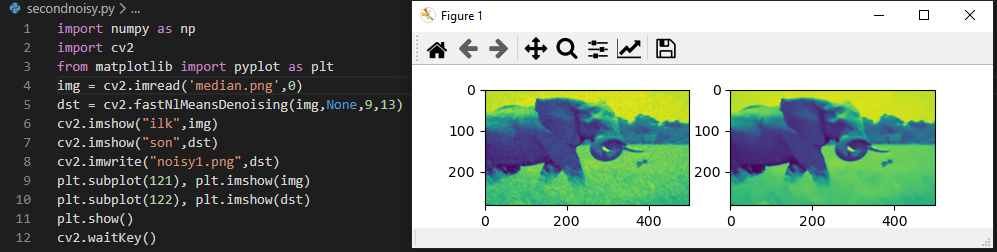 secondnoisy.py > ...
1 import numpy as np
2 import cv2
3 from matplotlib import pyplot as plt
4 img = cv2.imread('median.png',0)
5 dst = cv2.fastNlMeansDenoising(img,None,9,13)
6 cv2.imshow("ilk",img)
7 cv2.imshow("son",dst)
8 cv2.imwrite("noisy1.png",dst)
9 plt.subplot(121), plt.imshow(img)
10 plt.subplot(122), plt.imshow(dst)
11 plt.show()
12 cv2.waitKey()
Figure 1
0
100
200
0 200 400
0
100
200
0 200 400